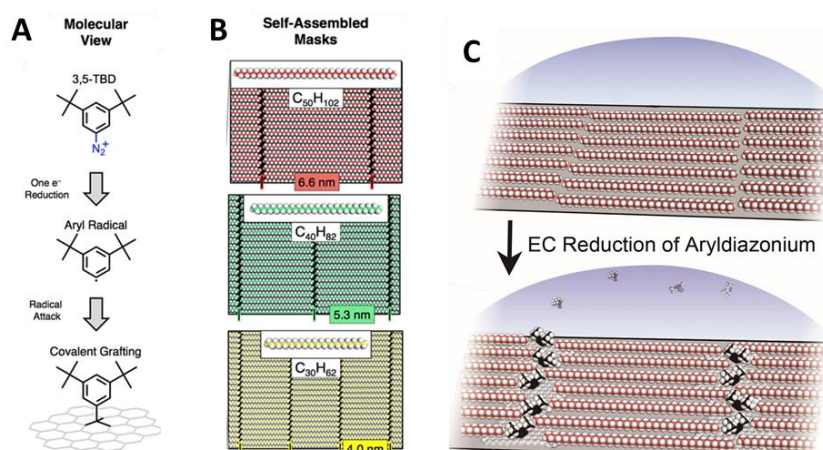 A
Molecular
View
3,5-TBD
N₂⁺
One e⁻
Reduction
Aryl Radical
Radical
Attack
Covalent Grafting
B
Self-Assembled
Masks
C₅₀H₁₀₂
6.6 nm
C₄₀H₈₂
5.3 nm
C₃₀H₆₂
4.0 nm
C
EC Reduction of Aryldiazonium